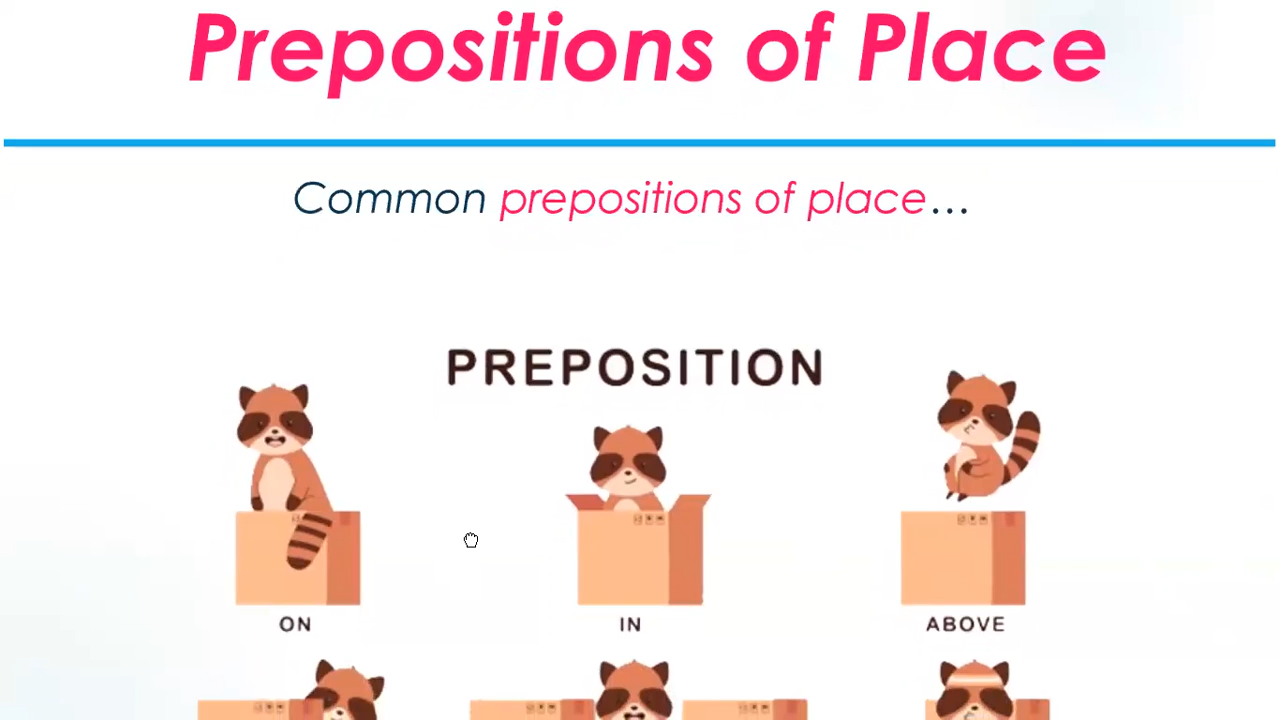 Prepositions of Place
Common prepositions of place...
PREPOSITION
ON
IN
ABOVE